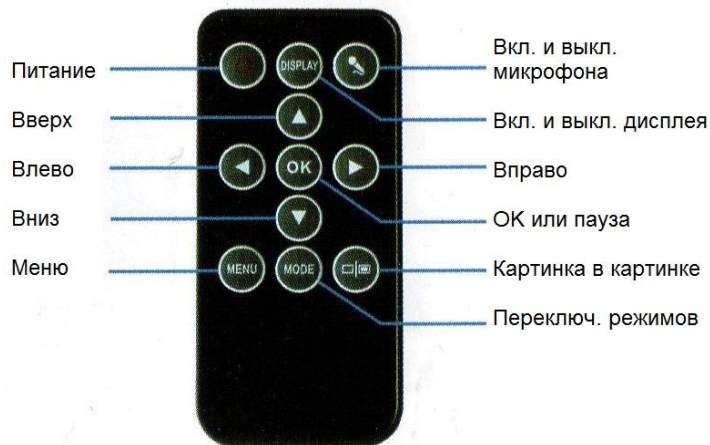 Питание
Вверх
Влево
Вниз
Меню
DISPLAY
OK
MENU
MODE
Вкл. и выкл.
микрофона
Вкл. и выкл. дисплея
Вправо
OK или пауза
Картинка в картинке
Переключ. режимов